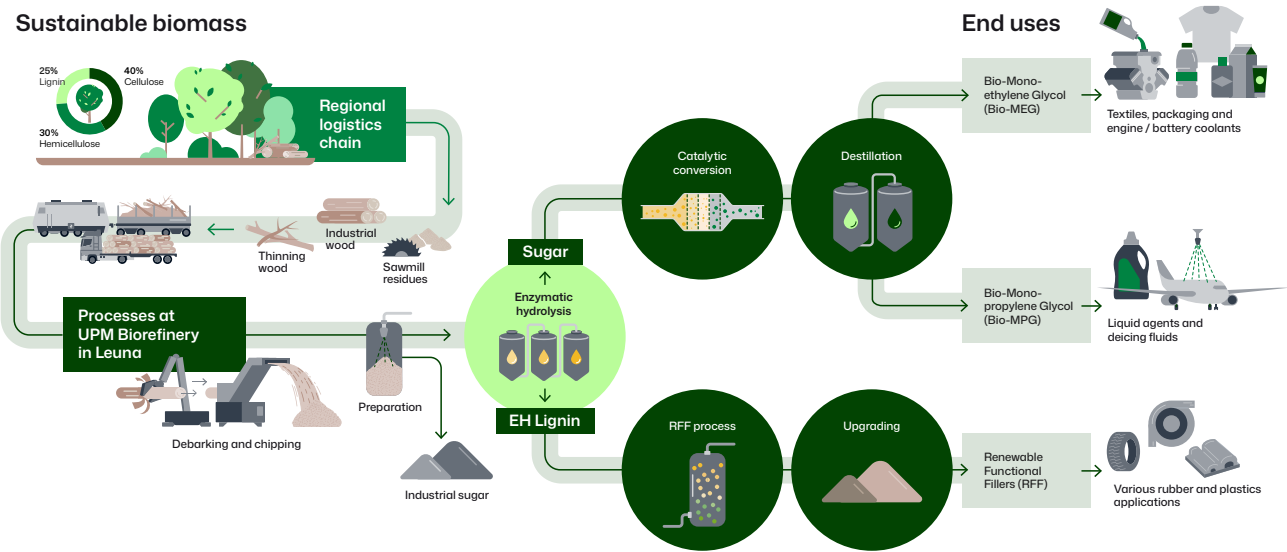 Sustainable biomass
25%
Lignin
40%
Cellulose
30%
Hemicellulose
Regional
logistics
chain
Industrial
wood
Thinning
wood
Sawmill
residues
Processes at
UPM Biorefinery
in Leuna
Debarking and chipping
Preparation
Industrial sugar
Sugar
Enzymatic
hydrolysis
EH Lignin
Catalytic
conversion
Destillation
RFF process
Upgrading
End uses
Bio-Mono-
ethylene Glycol
(Bio-MEG)
Textiles, packaging and
engine / battery coolants
Bio-Mono-
propylene Glycol
(Bio-MPG)
Liquid agents and
deicing fluids
Renewable
Functional
Fillers (RFF)
Various rubber and plastics
applications